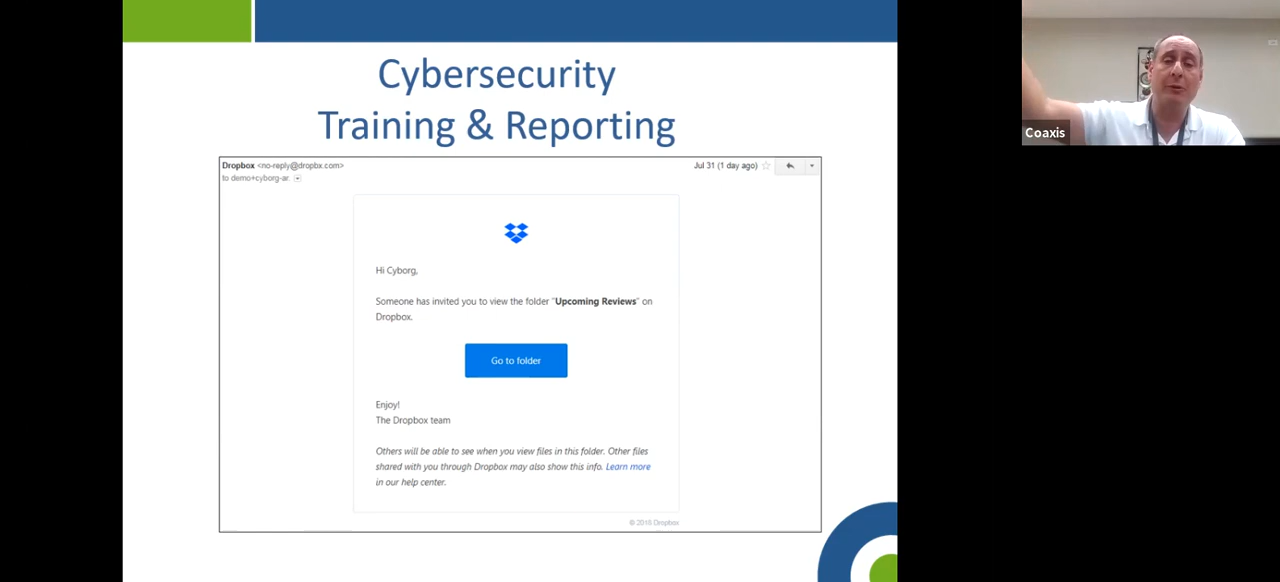 Cybersecurity
Training & Reporting
Dropbox <no-reply@dropbx.com>
Jul 31 (1 day ago)
to demo+cyborg-ar.
Hi Cyborg,
Someone has invited you to view the folder "Upcoming Reviews" on
Dropbox.
Go to folder
Enjoy!
The Dropbox team
Others will be able to see when you view files in this folder. Other files
shared with you through Dropbox may also show this info. Learn more
in our help center.
© 2016 Dropbox
Coaxis